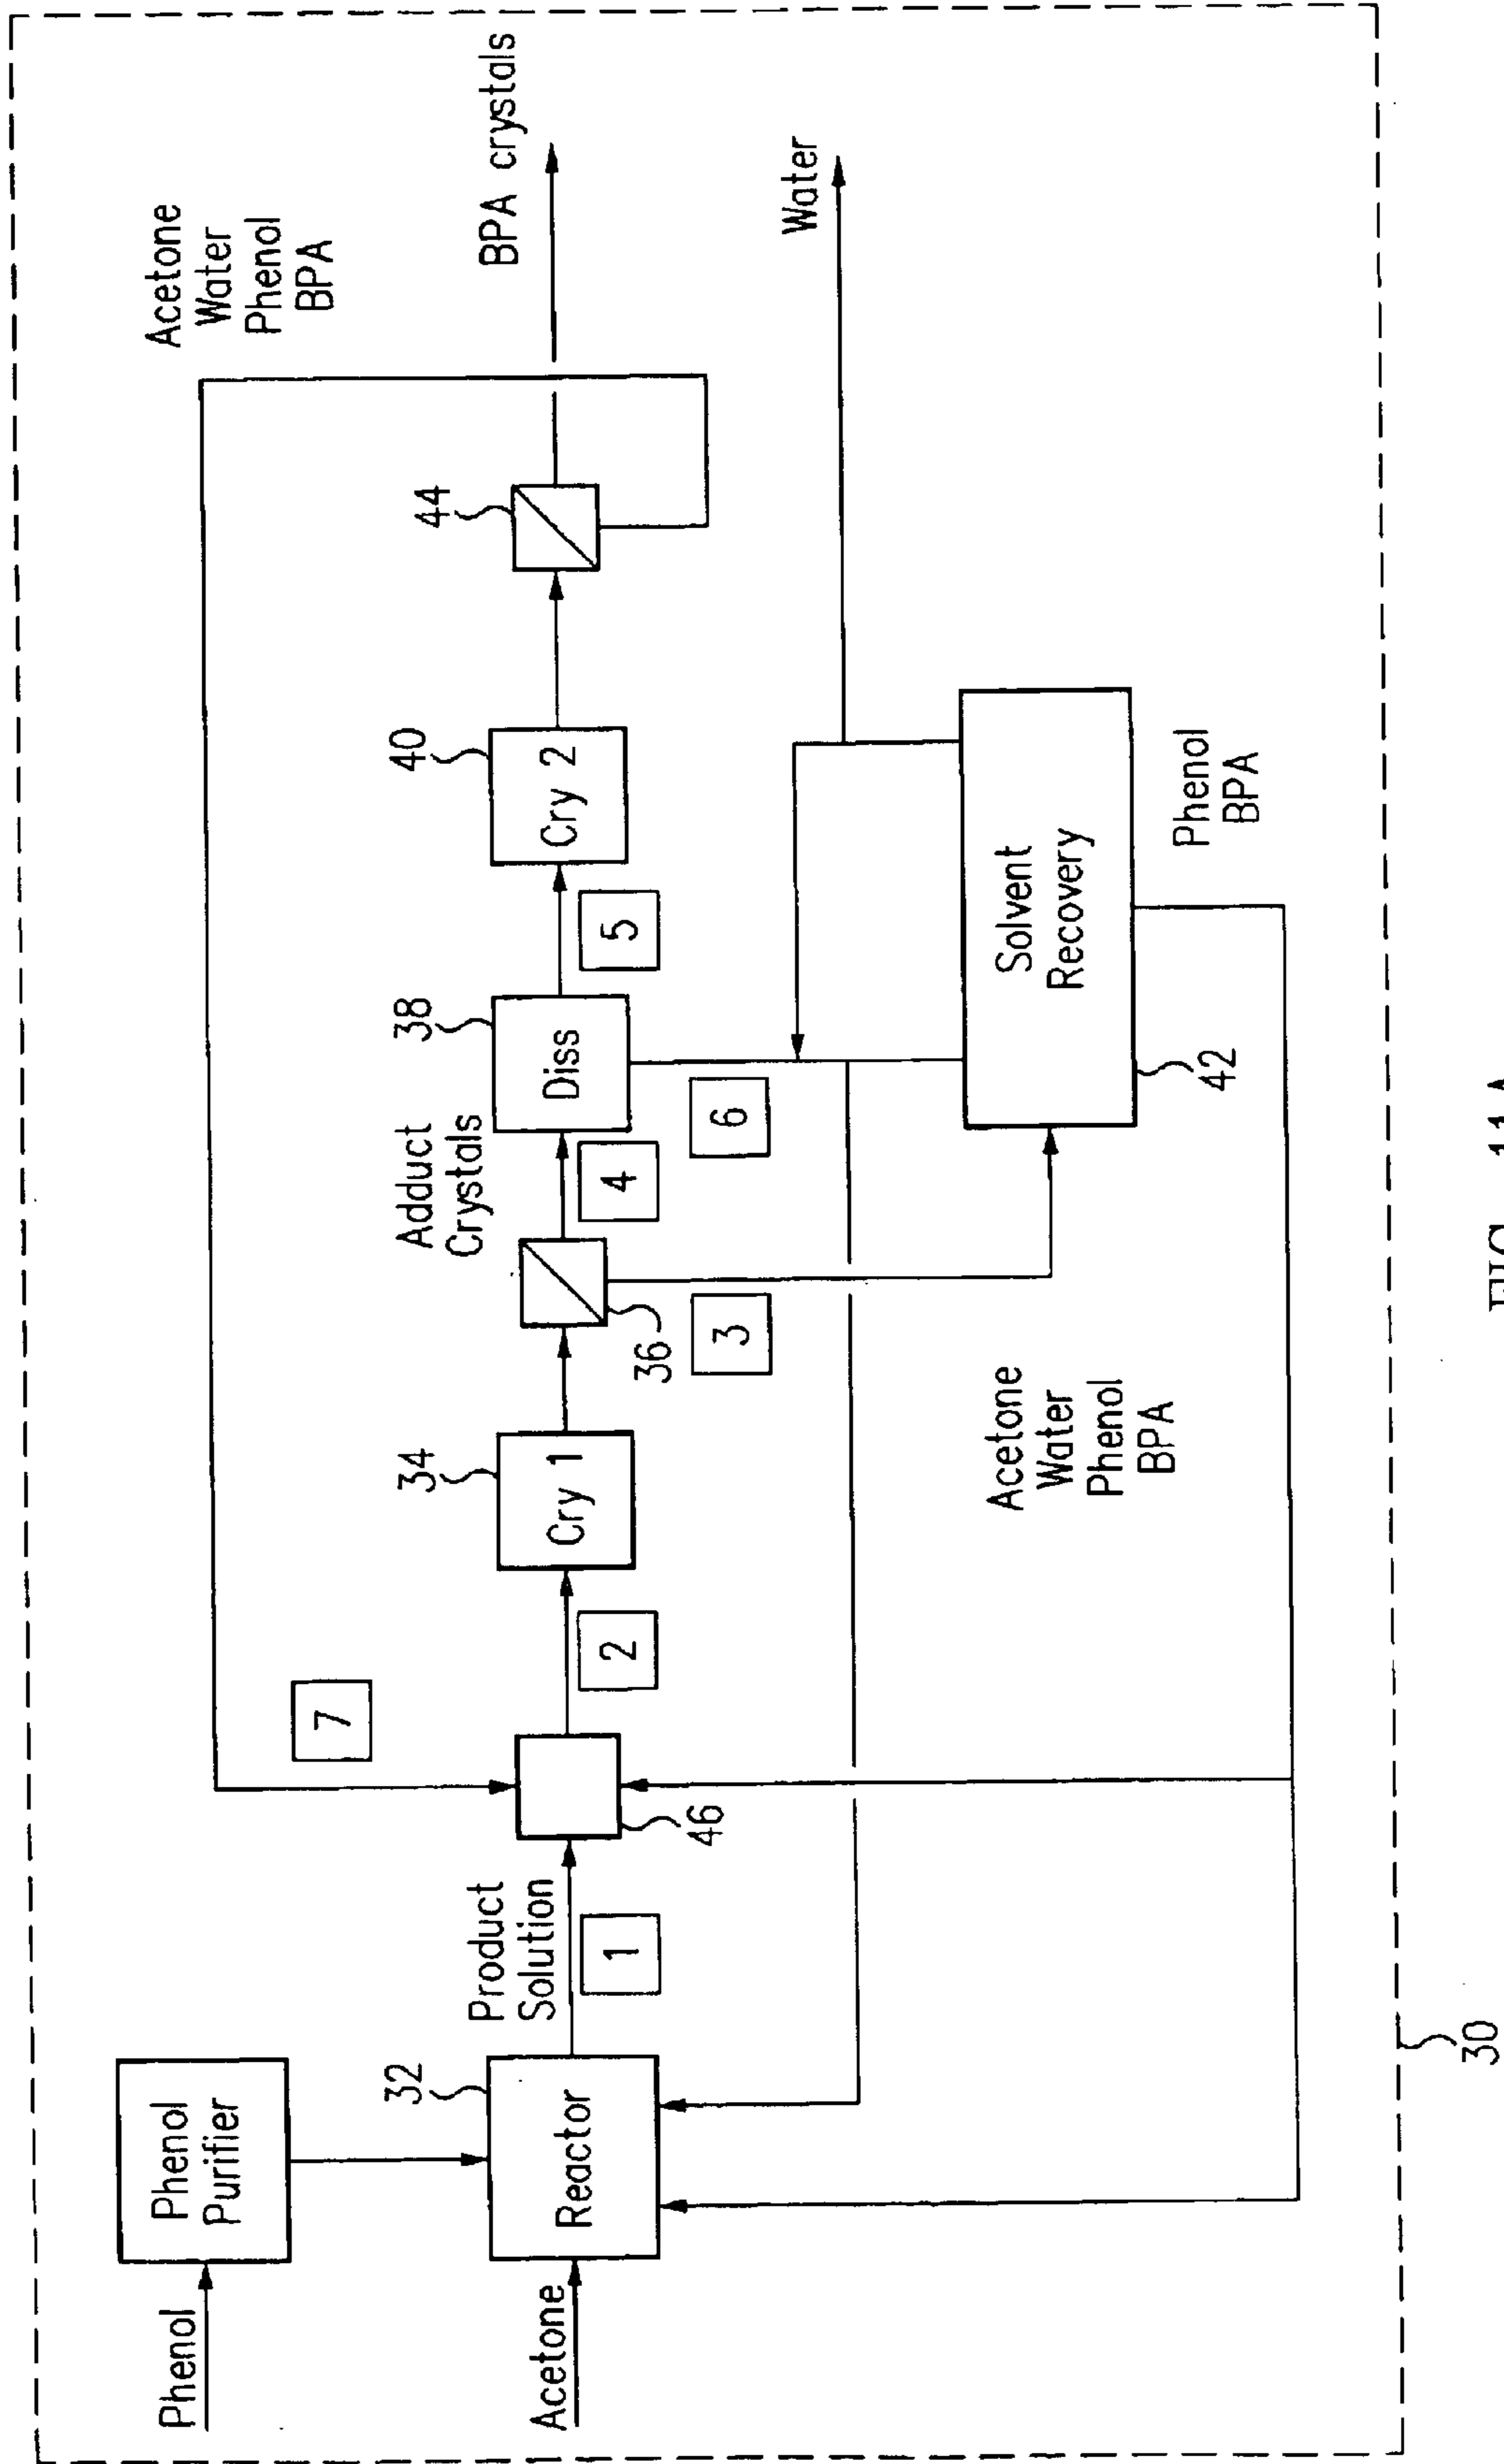 Phenol
Phenol
Purifier
Acetone
32
Reactor
Product
Solution
1
46
7
2
34
Cry 1
36
3
Adduct
Crystals
4
38
Diss
6
5
40
Cry 2
44
Acetone
Water
Phenol
BPA
BPA crystals
Water
Acetone
Water
Phenol
BPA
Solvent
Recovery
42
Phenol
BPA
30